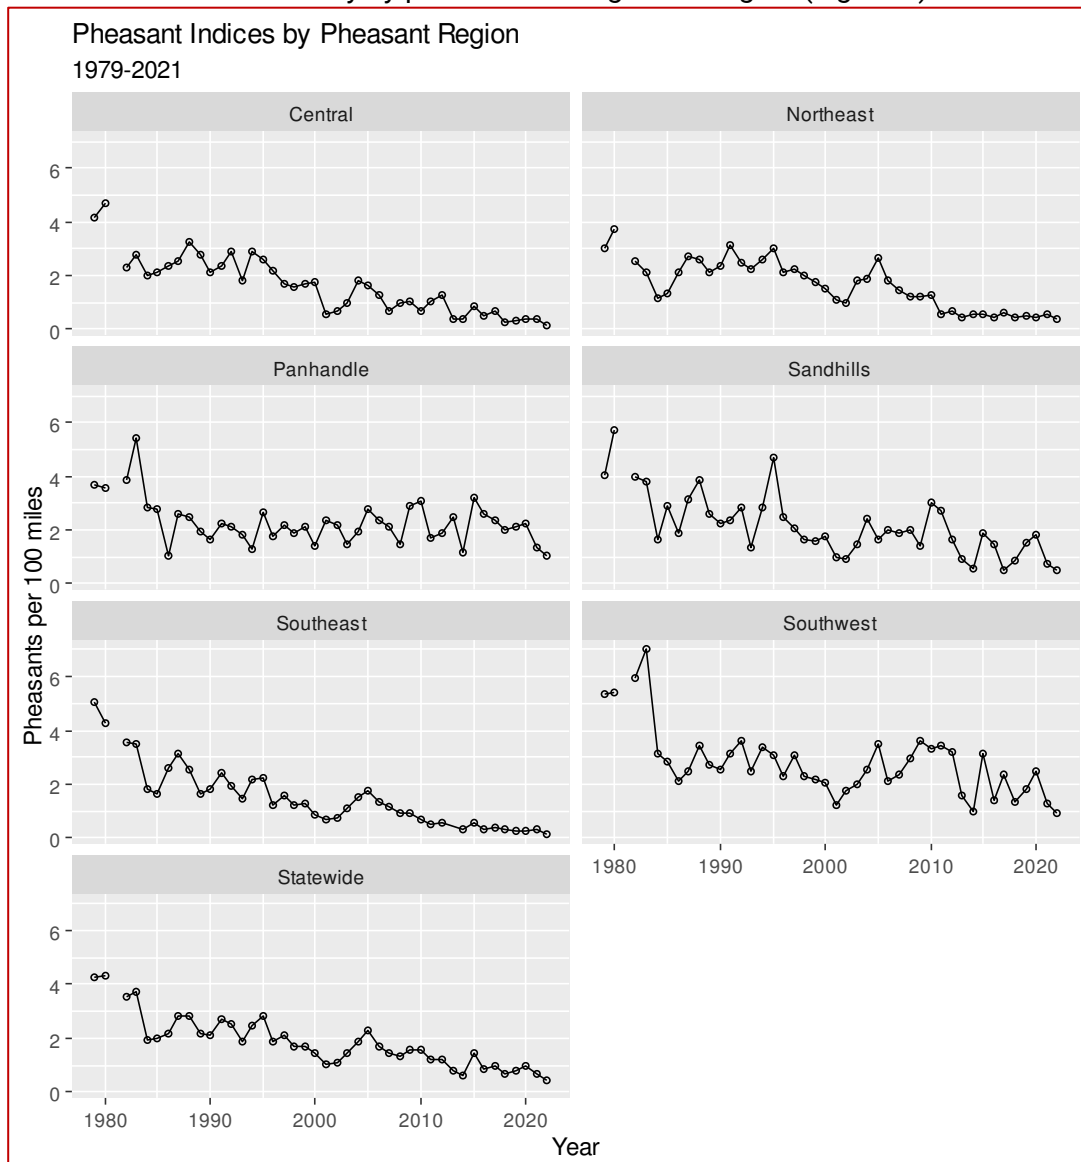 Pheasant Indices by Pheasant Region
1979-2021
Central
Northeast
6
4
2
0
Panhandle
Sandhills
6
4
2
0
Southeast
Southwest
6
4
2
0
1980
1990
2000
2010
2020
Statewide
6
4
2
0
1980
1990
2000
2010
2020
Pheasants per 100 miles
Year